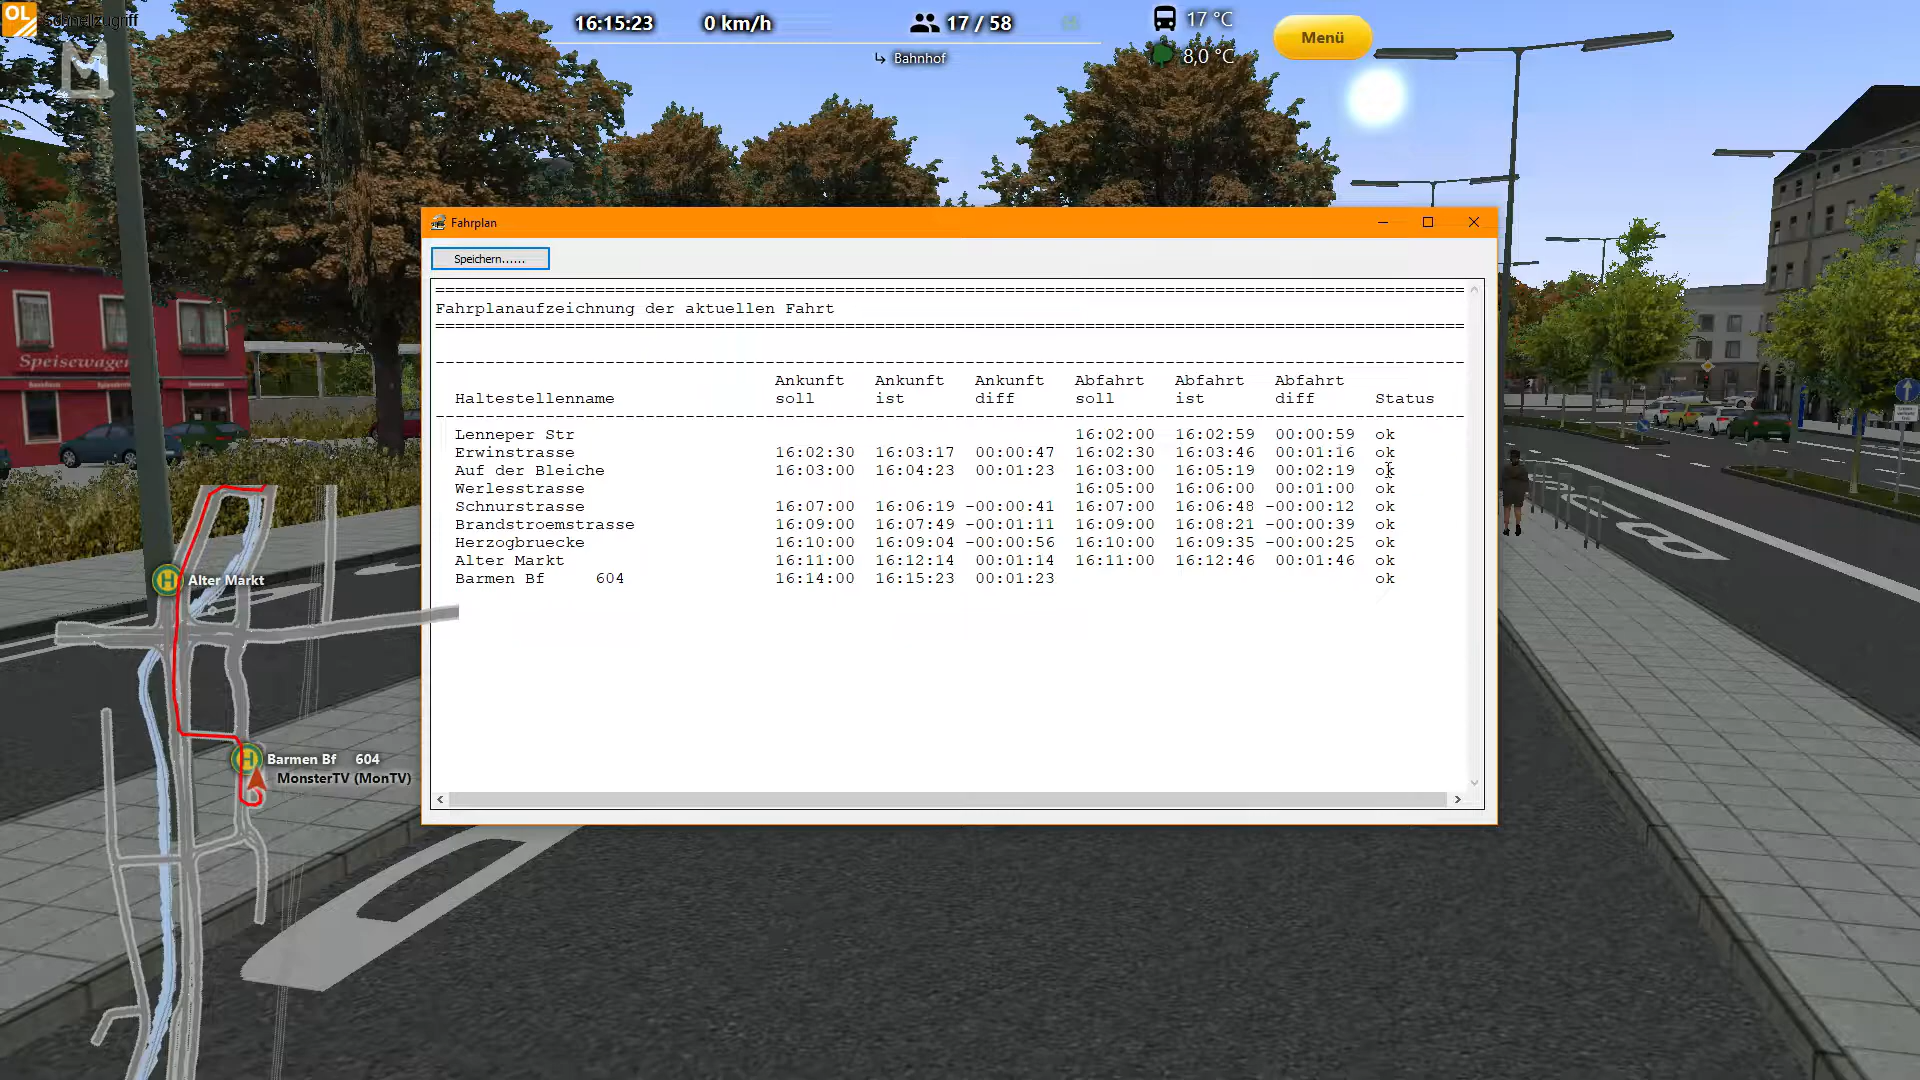 OL Schnellzugriff
16:15:23 0 km/h 17 / 58 17 °C
Menü
↳ Bahnhof 8,0 °C
M
Fahrplan
Speichern......
Fahrplanaufzeichnung der aktuellen Fahrt
Ankunft Ankunft Ankunft Abfahrt Abfahrt Abfahrt
Haltestellenname soll ist diff soll ist diff Status
Lenneper Str 16:02:00 16:02:59 00:00:59 ok
Erwinstrasse 16:02:30 16:03:17 00:00:47 16:02:30 16:03:46 00:01:16 ok
Auf der Bleiche 16:03:00 16:04:23 00:01:23 16:03:00 16:05:19 00:02:19 ok
Werlesstrasse 16:05:00 16:06:00 00:01:00 ok
Schnurstrasse 16:07:00 16:06:19 -00:00:41 16:07:00 16:06:48 -00:00:12 ok
Brandstroemstrasse 16:09:00 16:07:49 -00:01:11 16:09:00 16:08:21 -00:00:39 ok
Herzogbruecke 16:10:00 16:09:04 -00:00:56 16:10:00 16:09:35 -00:00:25 ok
Alter Markt 16:11:00 16:12:14 00:01:14 16:11:00 16:12:46 00:01:46 ok
Barmen Bf 604 16:14:00 16:15:23 00:01:23 ok
Speisewagen
H Alter Markt
H Barmen Bf 604
MonsterTV (MonTV)
BUS